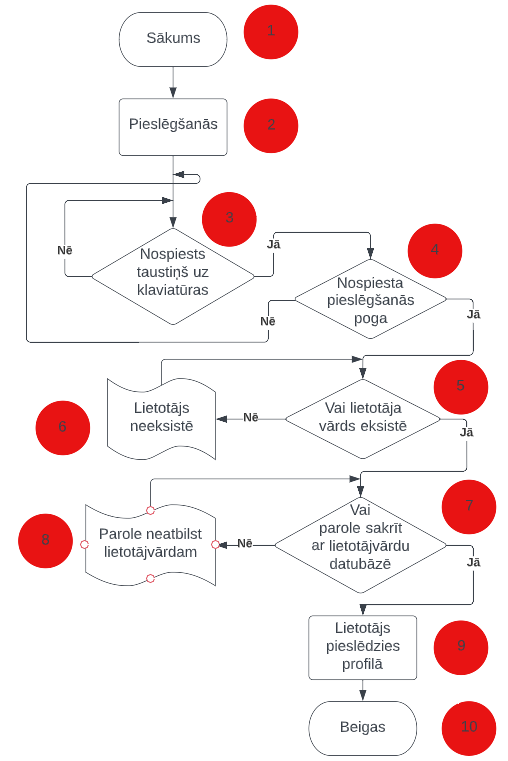 Sākums
1
Pieslēgšanās
2
3
Nē
Nospiests
taustiņš uz
klaviatūras
Jā
4
Nospiesta
pieslēgšanās
poga
Nē
Jā
5
Vai lietotāja
vārds eksistē
Nē
Jā
6
Lietotājs
neeksistē
7
Vai
parole sakrīt
ar lietotājvārdu
datubāzē
Nē
Jā
8
Parole neatbilst
lietotājvārdam
9
Lietotājs
pieslēdzies
profilā
10
Beigas